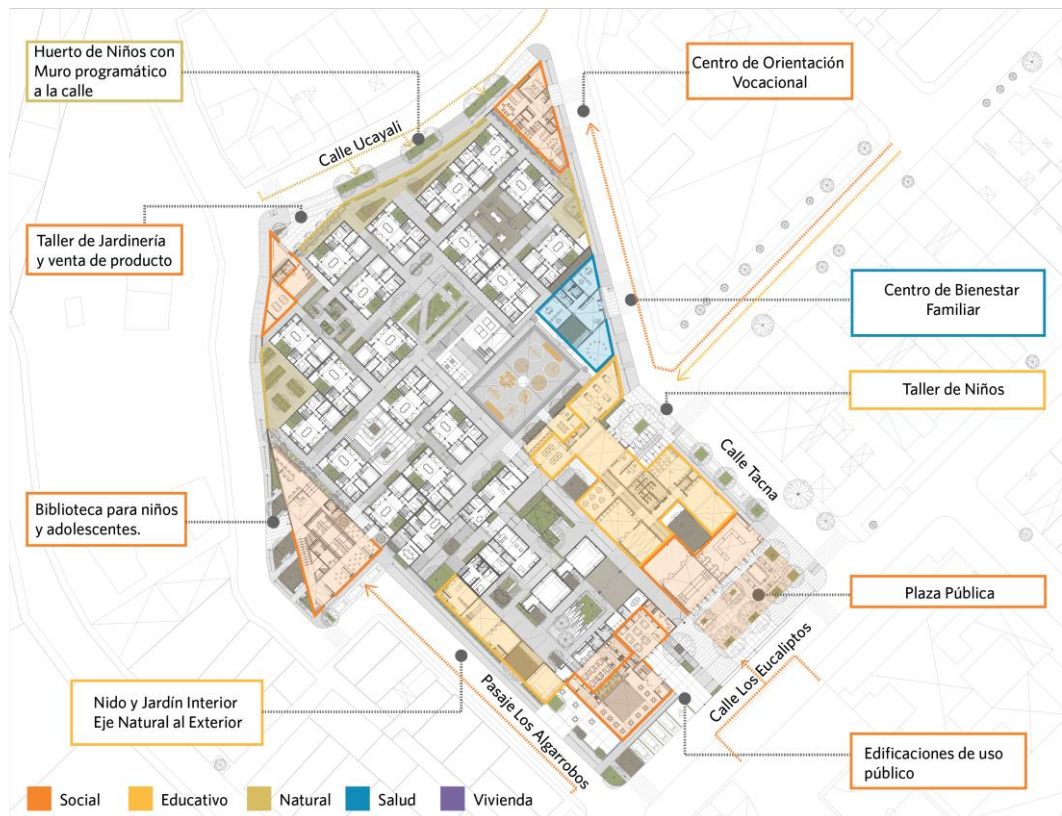 Huerto de Niños con
Muro programático
a la calle
Centro de Orientación
Vocacional
Calle Ucayali
Taller de Jardinería
y venta de producto
Centro de Bienestar
Familiar
Taller de Niños
Calle Tacna
Biblioteca para niños
y adolescentes.
Plaza Pública
Calle Los Eucaliptos
Pasaje Los Algarrobos
Nido y Jardín Interior
Eje Natural al Exterior
Edificaciones de uso
público
Social
Educativo
Natural
Salud
Vivienda